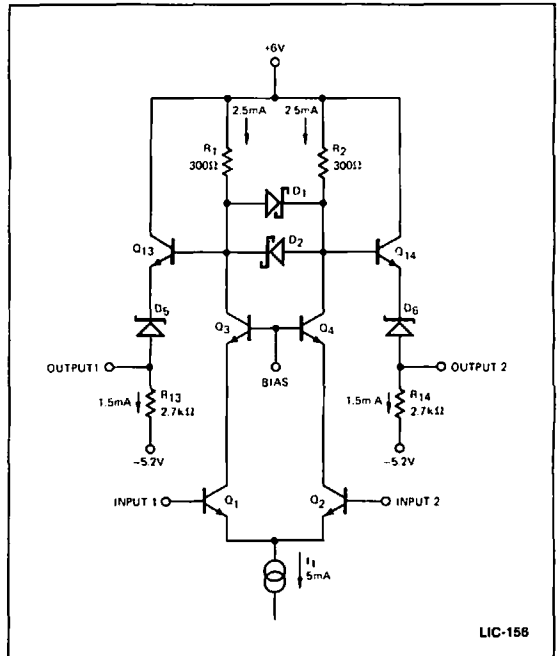 +6V
2.5mA 2.5mA
R1 300Ω
R2 300Ω
D1
D2
Q13
Q14
D5
D6
Q3
Q4
OUTPUT1
OUTPUT 2
BIAS
1.5mA
R13 2.7kΩ
1.5mA
R14 2.7kΩ
−5.2V
−5.2V
INPUT 1
Q1
Q2
INPUT 2
I1
5mA
LIC-156